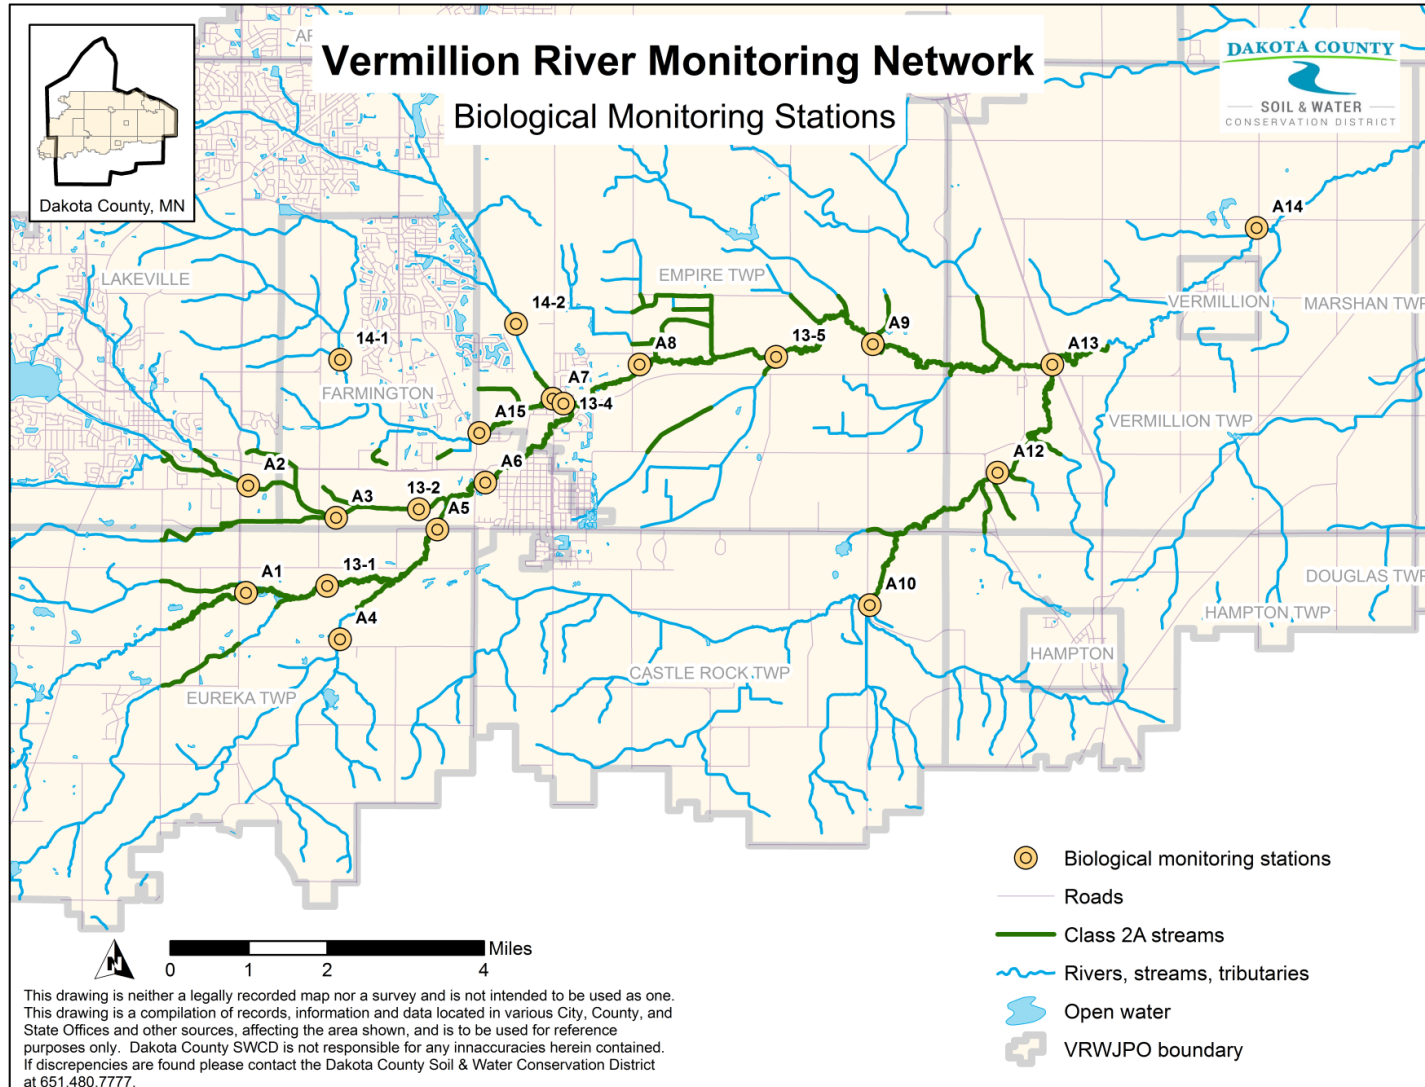 Vermillion River Monitoring Network
Biological Monitoring Stations
DAKOTA COUNTY
SOIL & WATER
CONSERVATION DISTRICT
Dakota County, MN
AP
A14
LAKEVILLE
EMPIRE TWP
VERMILLION
MARSHAN TWP
14-2
14-1
A8
13-5
A9
A13
FARMINGTON
A7
13-4
A15
VERMILLION TWP
A2
A6
A12
A3
13-2
A5
A1
13-1
DOUGLAS TWP
A10
A4
HAMPTON TWP
HAMPTON
CASTLE ROCK TWP
EUREKA TWP
Biological monitoring stations
Roads
Class 2A streams
Rivers, streams, tributaries
Open water
VRWJPO boundary
N
Miles
0 1 2 4
This drawing is neither a legally recorded map nor a survey and is not intended to be used as one.
This drawing is a compilation of records, information and data located in various City, County, and
State Offices and other sources, affecting the area shown, and is to be used for reference
purposes only. Dakota County SWCD is not responsible for any innaccuracies herein contained.
If discrepencies are found please contact the Dakota County Soil & Water Conservation District
at 651.480.7777.